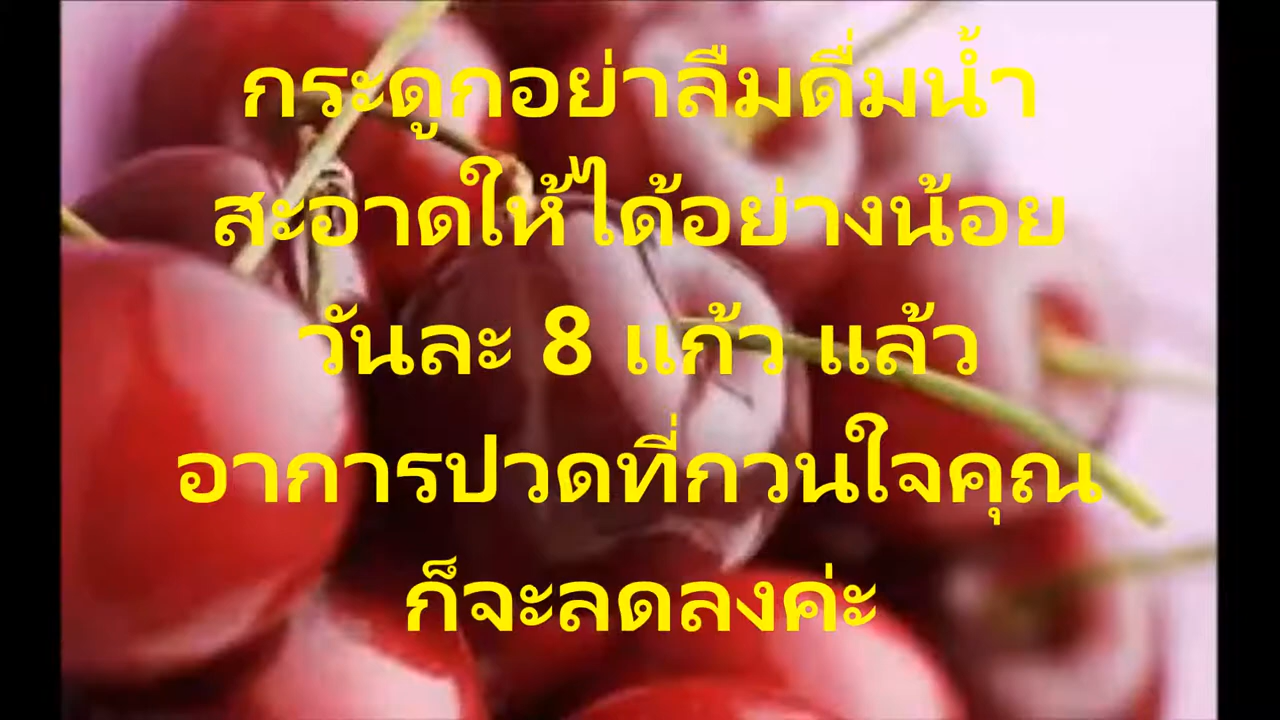 กระดูกอย่าลืมดื่มน้ำ
สะอาดให้ได้อย่างน้อย
วันละ 8 แก้ว แล้ว
อาการปวดที่กวนใจคุณ
ก็จะลดลงค่ะ